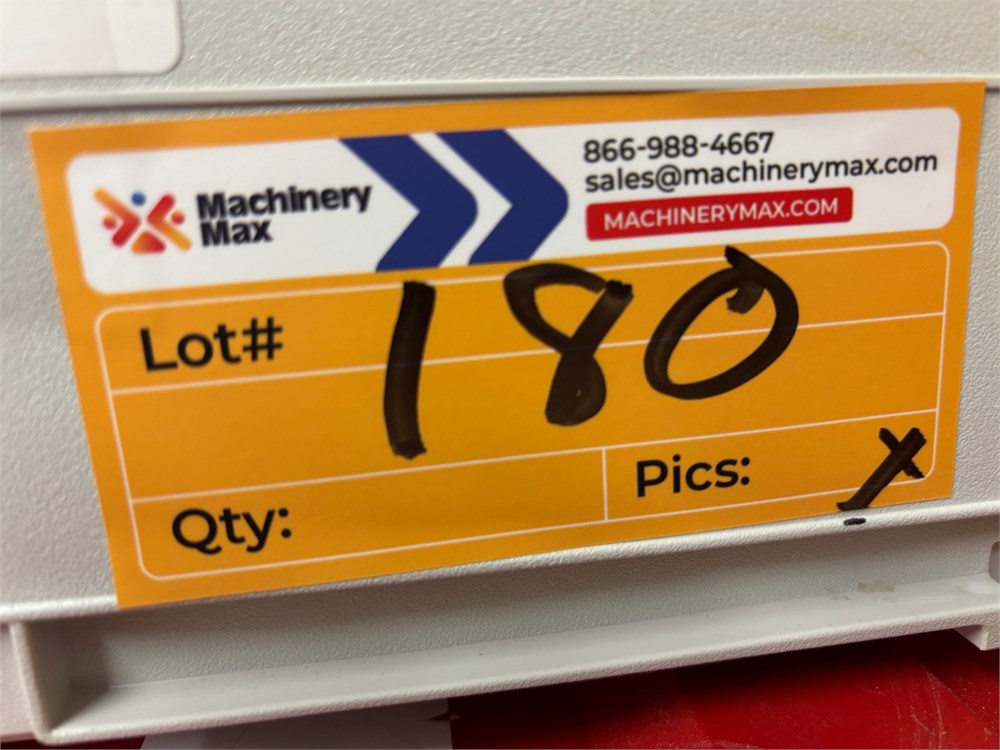 Machinery
Max
866-988-4667
sales@machinerymax.com
MACHINERYMAX.COM
Lot# 180
Qty:
Pics: X